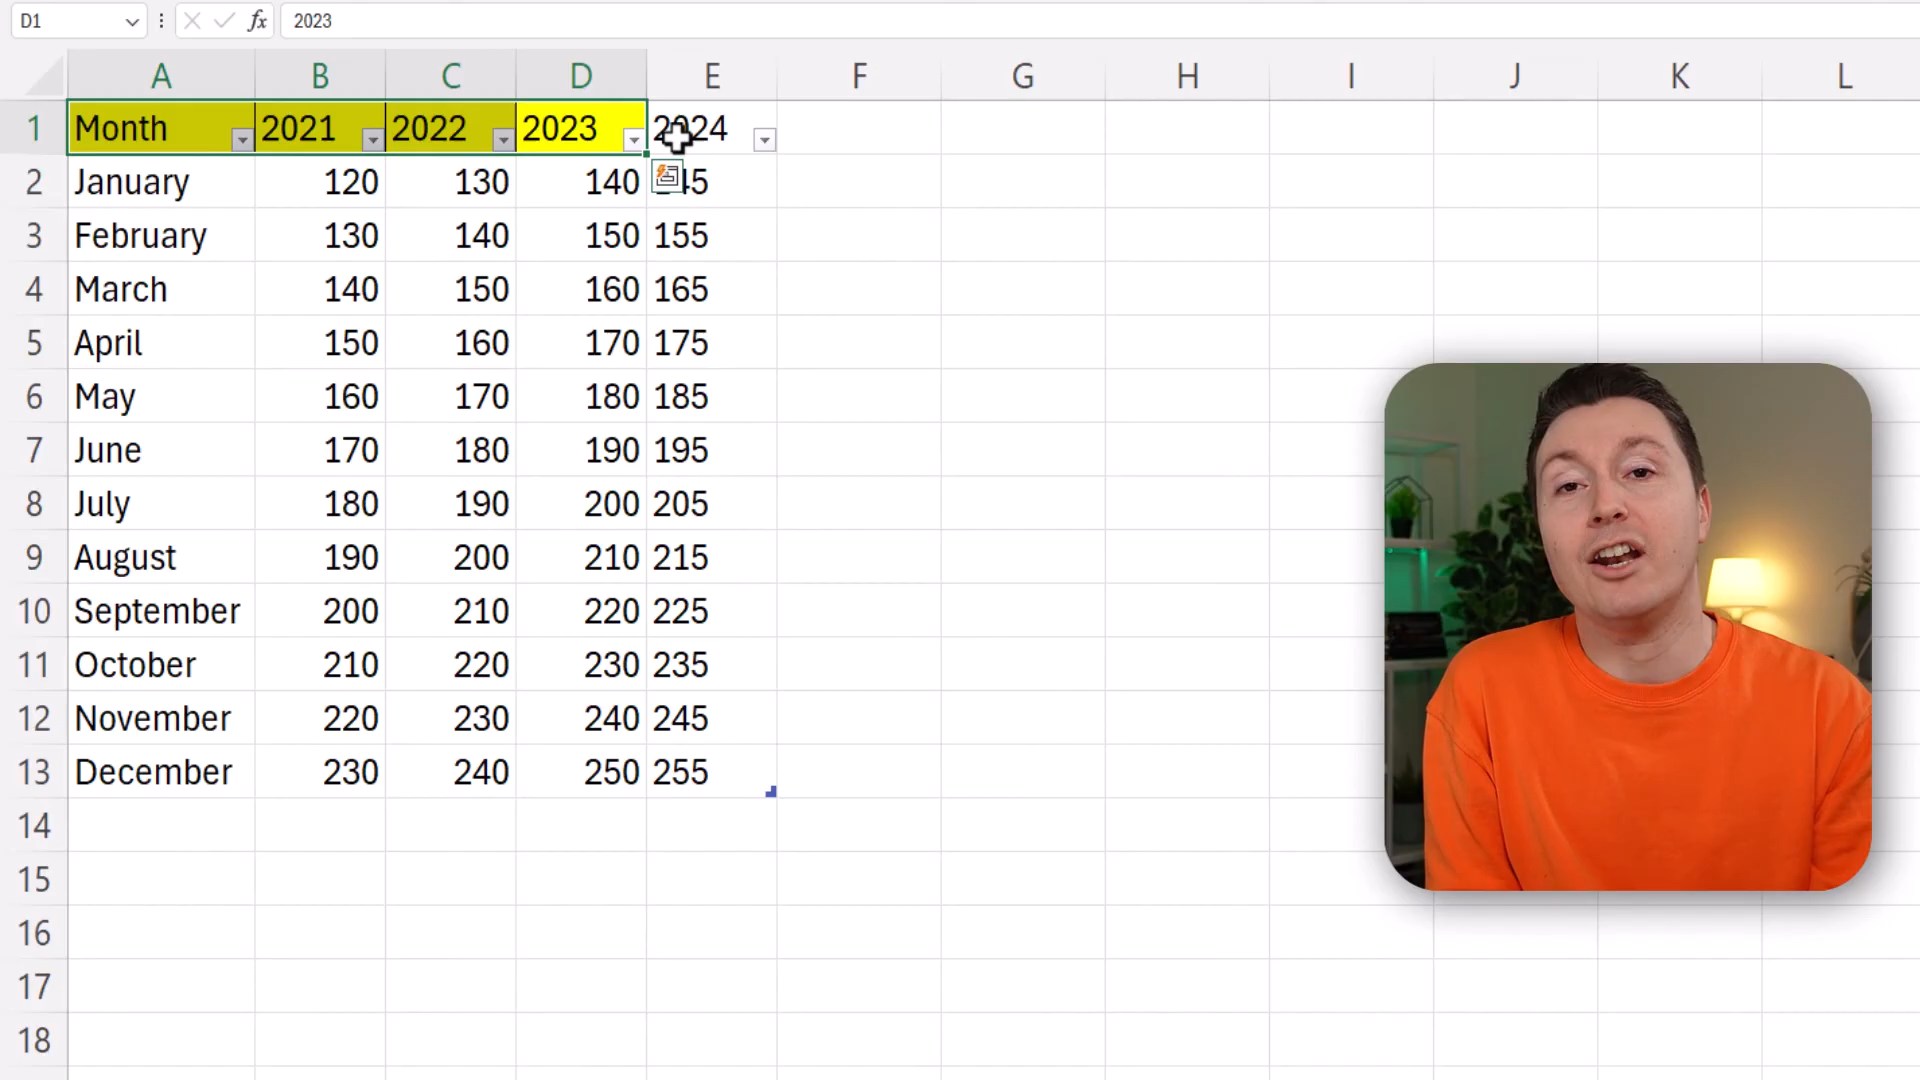 D1 fx 2023
A B C D E F G H I J K L
1 Month 2021 2022 2023 2024
2 January 120 130 140 45
3 February 130 140 150 155
4 March 140 150 160 165
5 April 150 160 170 175
6 May 160 170 180 185
7 June 170 180 190 195
8 July 180 190 200 205
9 August 190 200 210 215
10 September 200 210 220 225
11 October 210 220 230 235
12 November 220 230 240 245
13 December 230 240 250 255
14
15
16
17
18